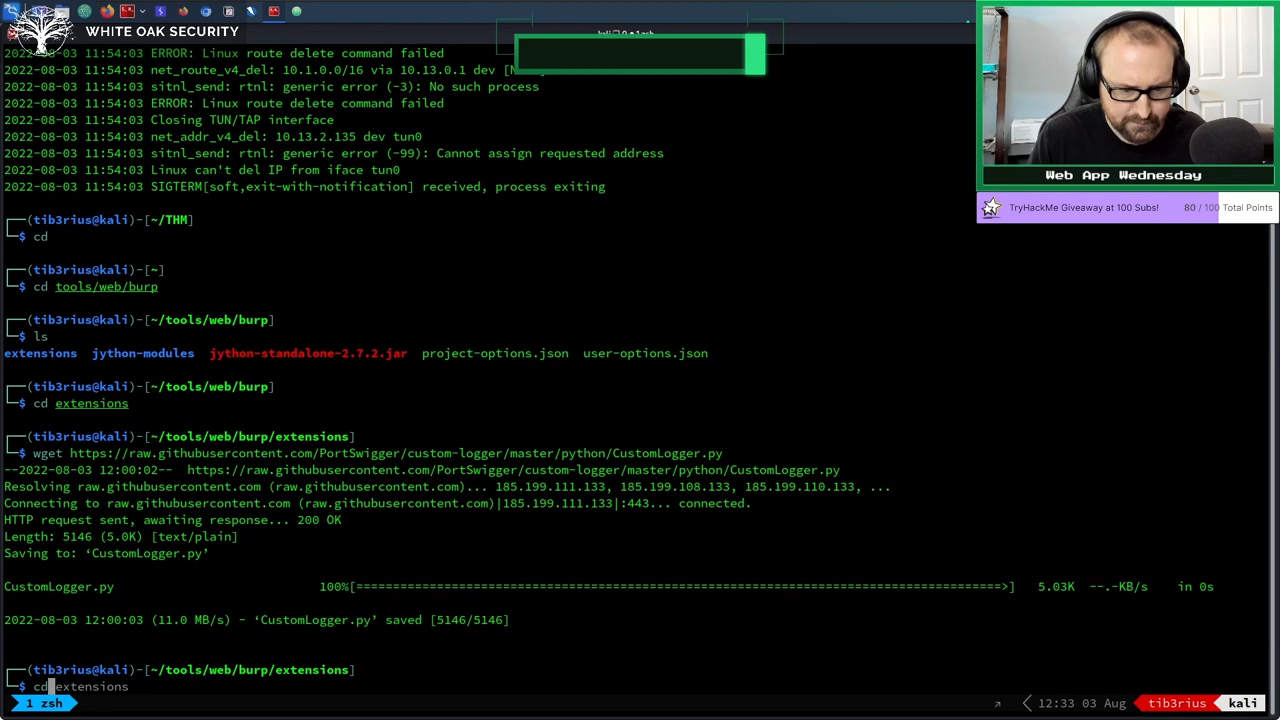 WHITE OAK SECURITY
2022-08-03 11:54:03 ERROR: Linux route delete command failed
2022-08-03 11:54:03 net_route_v4_del: 10.1.0.0/16 via 10.13.0.1 dev [N
2022-08-03 11:54:03 sitnl_send: rtnl: generic error (-3): No such process
2022-08-03 11:54:03 ERROR: Linux route delete command failed
2022-08-03 11:54:03 Closing TUN/TAP interface
2022-08-03 11:54:03 net_addr_v4_del: 10.13.2.135 dev tun0
2022-08-03 11:54:03 sitnl_send: rtnl: generic error (-99): Cannot assign requested address
2022-08-03 11:54:03 Linux can't del IP from iface tun0
2022-08-03 11:54:03 SIGTERM[soft,exit-with-notification] received, process exiting
Web App Wednesday
TryHackMe Giveaway at 100 Subs! 80 / 100 Total Points
(tib3rius@kali)-[~/THM]
$ cd
(tib3rius@kali)-[~]
$ cd tools/web/burp
(tib3rius@kali)-[~/tools/web/burp]
$ ls
extensions jython-modules jython-standalone-2.7.2.jar project-options.json user-options.json
(tib3rius@kali)-[~/tools/web/burp]
$ cd extensions
(tib3rius@kali)-[~/tools/web/burp/extensions]
$ wget https://raw.githubusercontent.com/PortSwigger/custom-logger/master/python/CustomLogger.py
--2022-08-03 12:00:02-- https://raw.githubusercontent.com/PortSwigger/custom-logger/master/python/CustomLogger.py
Resolving raw.githubusercontent.com (raw.githubusercontent.com)... 185.199.111.133, 185.199.108.133, 185.199.110.133, ...
Connecting to raw.githubusercontent.com (raw.githubusercontent.com)|185.199.111.133|:443... connected.
HTTP request sent, awaiting response... 200 OK
Length: 5146 (5.0K) [text/plain]
Saving to: ‘CustomLogger.py’
CustomLogger.py 100%[=========================================================================================>] 5.03K --.-KB/s in 0s
2022-08-03 12:00:03 (11.0 MB/s) - ‘CustomLogger.py’ saved [5146/5146]
(tib3rius@kali)-[~/tools/web/burp/extensions]
$ cd extensions
1 zsh
12:33 03 Aug tib3rius kali